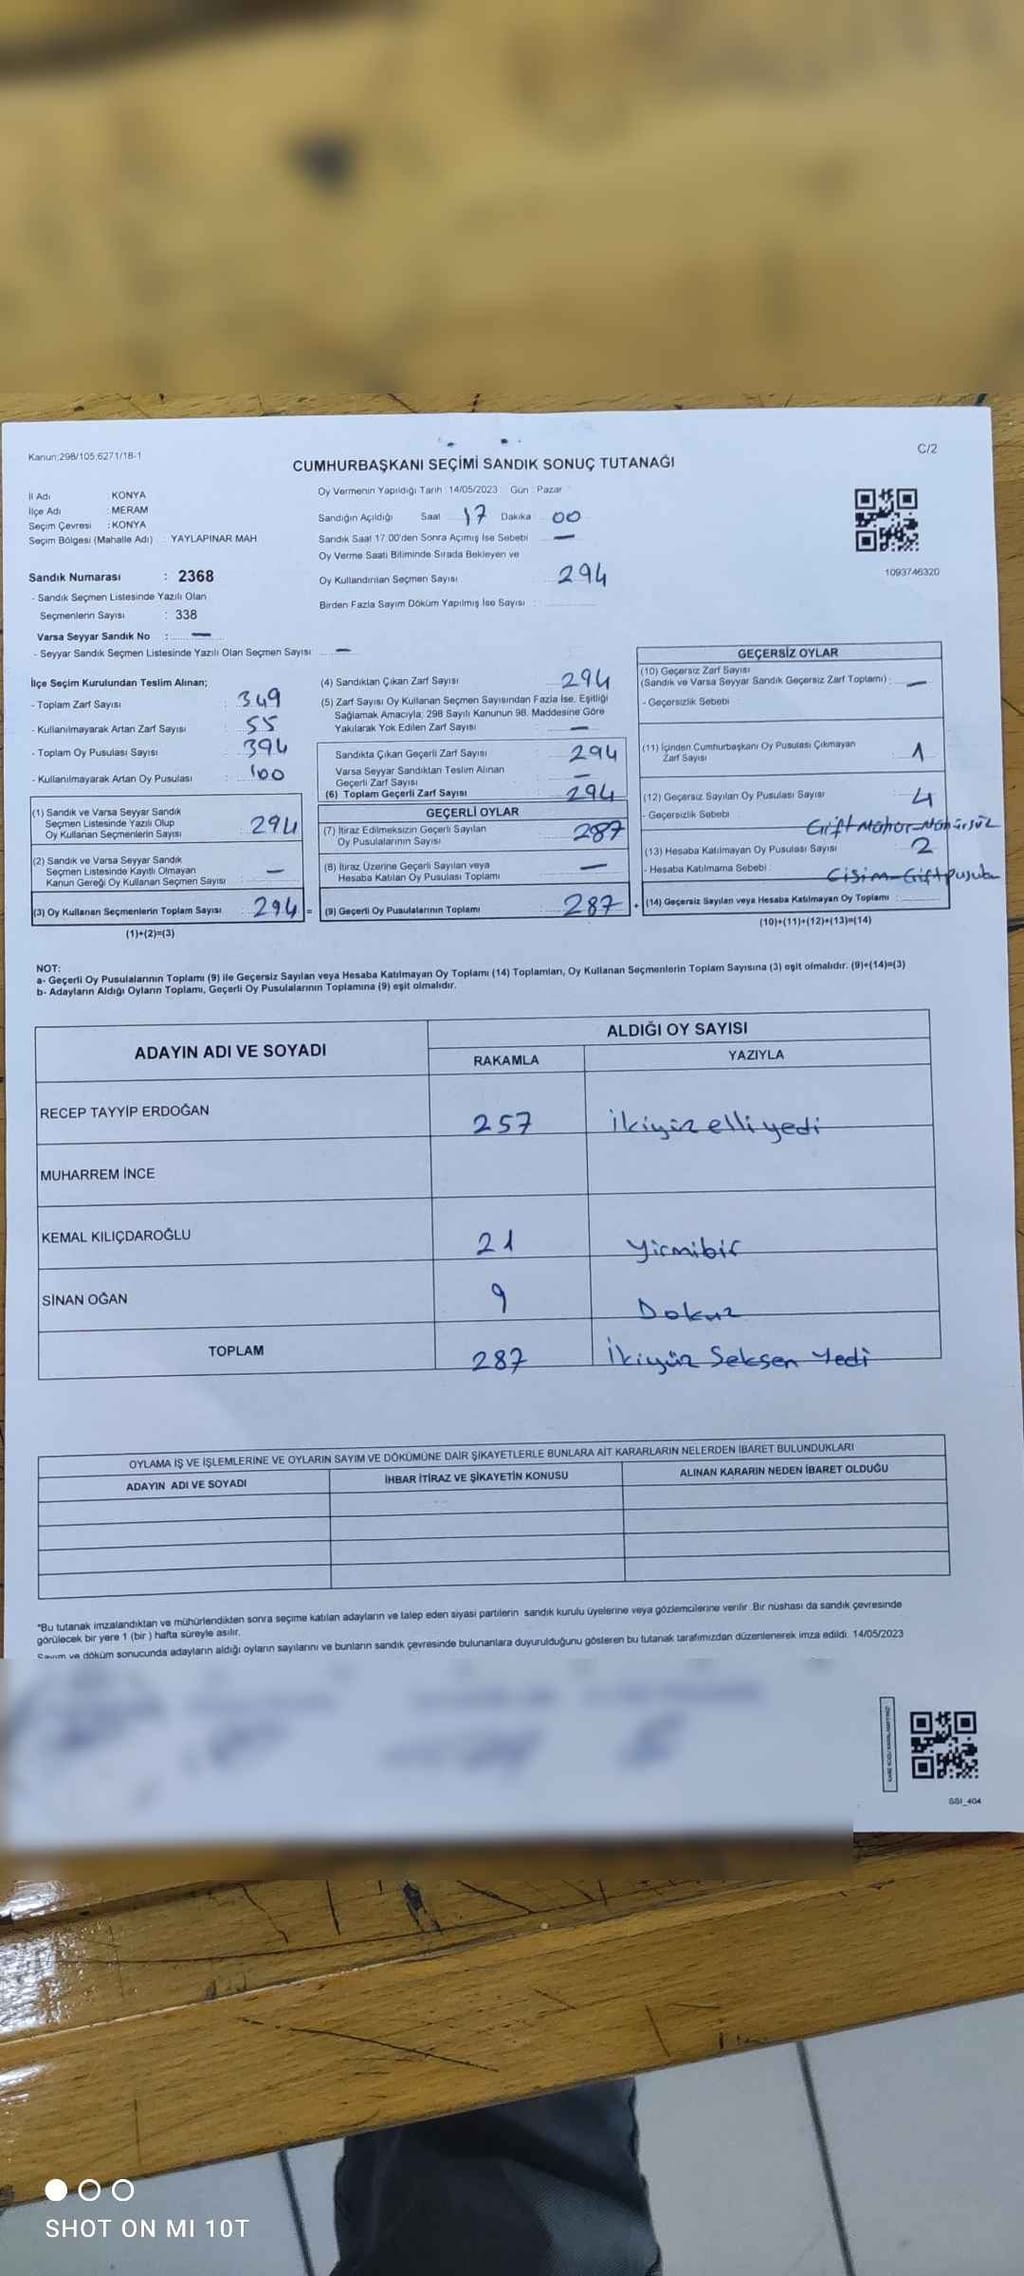 Kanun:298/105,6271/18-1
C/2
CUMHURBAŞKANI SEÇİMİ SANDIK SONUÇ TUTANAĞI
İl Adı : KONYA
İlçe Adı : MERAM
Seçim Çevresi : KONYA
Seçim Bölgesi (Mahalle Adı) : YAYLAPINAR MAH
Sandık Numarası : 2368
- Sandık Seçmen Listesinde Yazılı Olan
Seçmenlerin Sayısı : 338
Varsa Seyyar Sandık No : —
- Seyyar Sandık Seçmen Listesinde Yazılı Olan Seçmen Sayısı —
Oy Vermenin Yapıldığı Tarih : 14/05/2023 Gün : Pazar
Sandığın Açıldığı Saat 17 Dakika 00
Sandık Saat 17.00'den Sonra Açımış İse Sebebi —
Oy Verme Saati Bitiminde Sırada Bekleyen ve
Oy Kullandırılan Seçmen Sayısı 294
Birden Fazla Sayım Döküm Yapılmış İse Sayısı :
1093746320
İlçe Seçim Kurulundan Teslim Alınan;
- Toplam Zarf Sayısı : 349
- Kullanılmayarak Artan Zarf Sayısı : 55
- Toplam Oy Pusulası Sayısı : 394
- Kullanılmayarak Artan Oy Pusulası : 100
(1) Sandık ve Varsa Seyyar Sandık
Seçmen Listesinde Yazılı Olup
Oy Kullanan Seçmenlerin Sayısı 294
(2) Sandık ve Varsa Seyyar Sandık
Seçmen Listesinde Kayıtlı Olmayan
Kanun Gereği Oy Kullanan Seçmen Sayısı —
(3) Oy Kullanan Seçmenlerin Toplam Sayısı 294 =
(1)+(2)=(3)
(4) Sandıktan Çıkan Zarf Sayısı 294
(5) Zarf Sayısı Oy Kullanan Seçmen Sayısından Fazla İse, Eşitliği
Sağlamak Amacıyla, 298 Sayılı Kanunun 98. Maddesine Göre
Yakılarak Yok Edilen Zarf Sayısı —
Sandıkta Çıkan Geçerli Zarf Sayısı 294
Varsa Seyyar Sandıktan Teslim Alınan
Geçerli Zarf Sayısı —
(6) Toplam Geçerli Zarf Sayısı 294
GEÇERLİ OYLAR
(7) İtiraz Edilmeksizin Geçerli Sayılan
Oy Pusulalarının Sayısı 287
(8) İtiraz Üzerine Geçerli Sayılan veya
Hesaba Katılan Oy Pusulası Toplamı —
(9) Geçerli Oy Pusulalarının Toplamı 287 +
GEÇERSİZ OYLAR
(10) Geçersiz Zarf Sayısı
(Sandık ve Varsa Seyyar Sandık Geçersiz Zarf Toplamı) : —
- Geçersizlik Sebebi
(11) İçinden Cumhurbaşkanı Oy Pusulası Çıkmayan
Zarf Sayısı 1
(12) Geçersiz Sayılan Oy Pusulası Sayısı 4
- Geçersizlik Sebebi
(13) Hesaba Katılmayan Oy Pusulası Sayısı 2
- Hesaba Katılmama Sebebi
(14) Geçersiz Sayılan veya Hesaba Katılmayan Oy Toplamı :
(10)+(11)+(12)+(13)=(14)
NOT:
a- Geçerli Oy Pusulalarının Toplamı (9) ile Geçersiz Sayılan veya Hesaba Katılmayan Oy Toplamı (14) Toplamları, Oy Kullanan Seçmenlerin Toplam Sayısına (3) eşit olmalıdır. (9)+(14)=(3)
b- Adayların Aldığı Oyların Toplamı, Geçerli Oy Pusulalarının Toplamına (9) eşit olmalıdır.
ADAYIN ADI VE SOYADI
ALDIĞI OY SAYISI
RAKAMLA YAZIYLA
RECEP TAYYİP ERDOĞAN 257 İkiyüz elli yedi
MUHARREM İNCE
KEMAL KILIÇDAROĞLU 21 Yirmibir
SİNAN OĞAN 9 Dokuz
TOPLAM 287 İkiyüz Seksen Yedi
OYLAMA İŞ VE İŞLEMLERİNE VE OYLARIN SAYIM VE DÖKÜMÜNE DAİR ŞİKAYETLERLE BUNLARA AİT KARARLARIN NELERDEN İBARET BULUNDUKLARI
ADAYIN ADI VE SOYADI İHBAR İTİRAZ VE ŞİKAYETİN KONUSU ALINAN KARARIN NEDEN İBARET OLDUĞU
"Bu tutanak imzalandıktan ve mühürlendikten sonra seçime katılan adayların ve talep eden siyasi partilerin sandık kurulu üyelerine veya gözlemcilerine verilir. Bir nüshası da sandık çevresinde
görülecek bir yere 1 (bir ) hafta süreyle asılır.
Sayım ve döküm sonucunda adayların aldığı oyların sayılarını ve bunların sandık çevresinde bulunanlara duyurulduğunu gösteren bu tutanak tarafımızdan düzenlenerek imza edildi. 14/05/2023
SSI_404
SHOT ON MI 10T